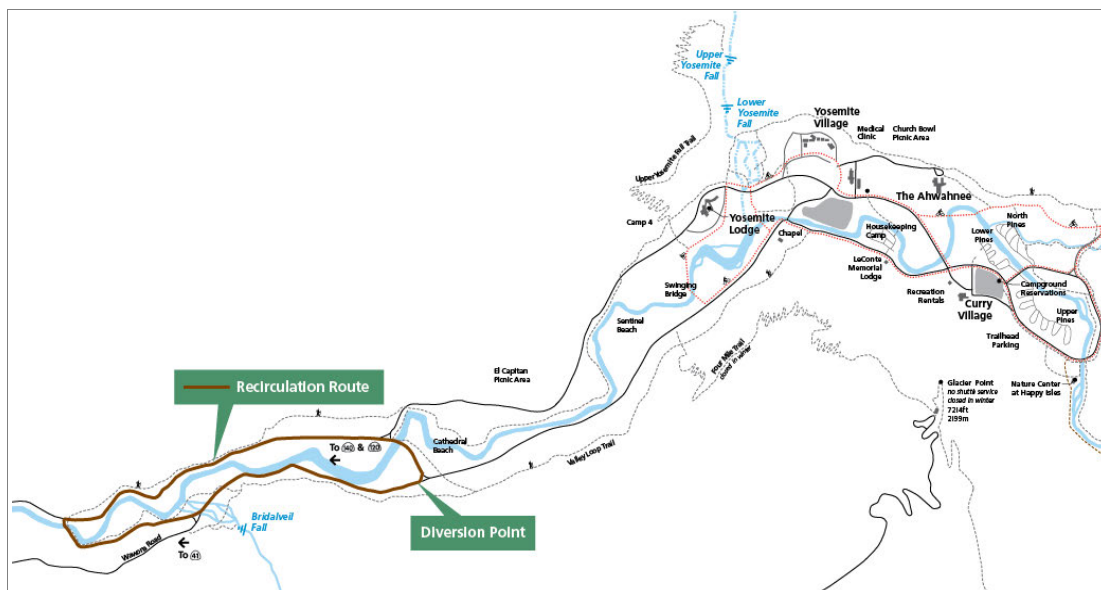 Upper
Yosemite
Fall
Lower
Yosemite
Fall
Yosemite
Village
Medical
Clinic
Church Bowl
Picnic Area
Upper Yosemite Fall Trail
The Ahwahnee
Camp 4
Yosemite
Lodge
Chapel
Housekeeping
Camp
North
Pines
Lower
Pines
LeConte
Memorial
Lodge
Swinging
Bridge
Recreation
Rentals
Campground
Reservations
Curry
Village
Upper
Pines
Sentinel
Beach
Trailhead
Parking
Four Mile Trail
closed in winter
El Capitan
Picnic Area
Glacier Point
no shuttle service
closed in winter
7214ft
2199m
Nature Center
at Happy Isles
Recirculation Route
Cathedral
Beach
To 140 & 120
Valley Loop Trail
Diversion Point
Bridalveil
Fall
Wawona Road
To 41